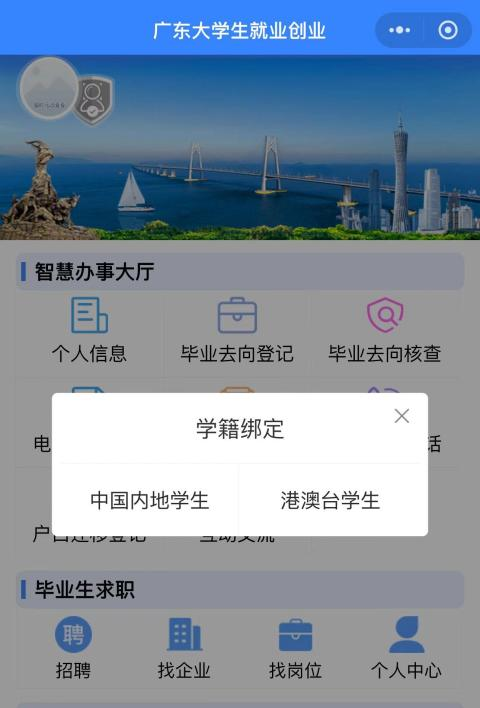 广东大学生就业创业
智慧办事大厅
个人信息
毕业去向登记
毕业去向核查
学籍绑定
中国内地学生
港澳台学生
毕业生求职
招聘
找企业
找岗位
个人中心